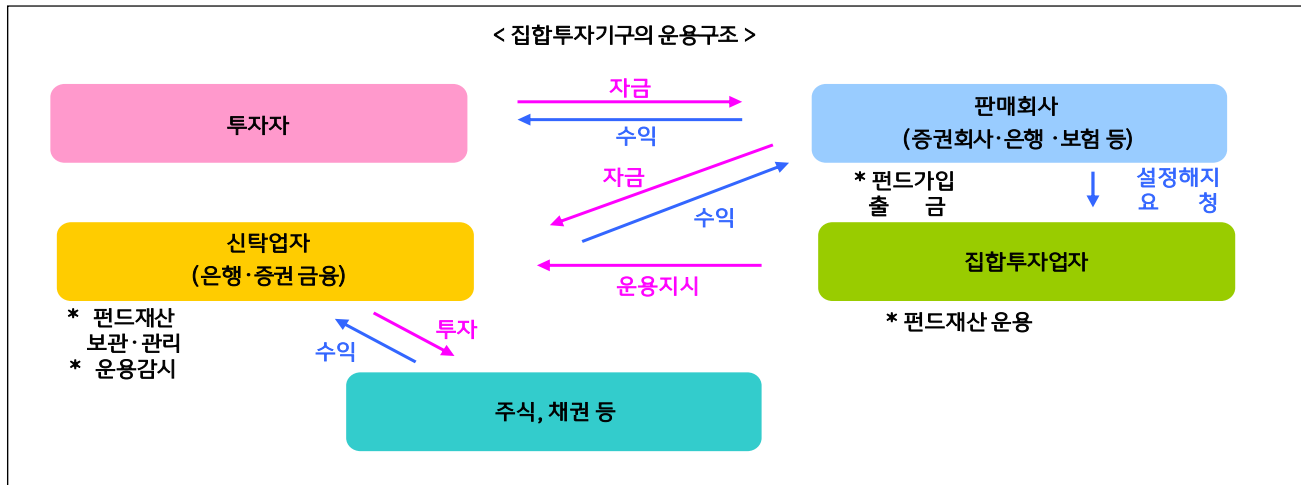 < 집합투자기구의 운용구조 >
투자자
자금
수익
판매회사
(증권회사·은행 ·보험 등)
자금
수익
* 펀드가입
출 금
설정해지
요 청
신탁업자
(은행·증권 금융)
운용지시
집합투자업자
* 펀드재산
보관·관리
* 운용감시
수익
투자
* 펀드재산 운용
주식, 채권 등